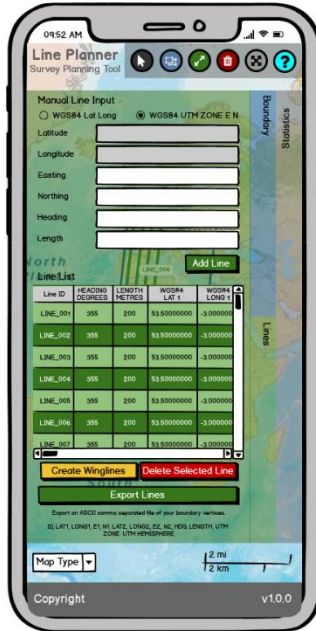 09:52 AM
Line Planner
Survey Planning Tool
?
Manual Line Input
WGS84 Lat Long WGS84 UTM ZONE E N
Latitude
Longitude
Easting
Northing
Heading
Length
Boundary
Statistics
Lines
North
LINE_004
Add Line
Line List
Line ID HEADING DEGREES LENGTH METRES WGS84 LAT 1 WGS84 LONG 1
LINE_001 355 200 53.50000000 -3.000000
LINE_002 355 200 53.50000000 -3.000000
LINE_003 355 200 53.50000000 -3.000000
LINE_004 355 200 53.50000000 -3.000000
LINE_005 355 200 53.50000000 -3.000000
LINE_006 355 200 53.50000000 -3.000000
LINE_007 355 200 53.50000000 -3.000000
Create Winglines Delete Selected Line
South
Export Lines
Export an ASCII comma separated file of your boundary vertices.
ID, LAT1, LONG1, E1, N1, LAT2, LONG2, E2, N2, HDG, LENGTH, UTM
ZONE UTM HEMISPHERE
Map Type
2 mi
2 km
Copyright v1.0.0